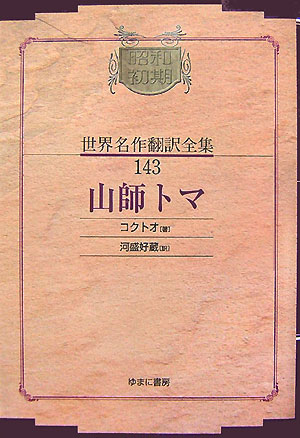 昭和
初期
世界名作翻訳全集
143
山師トマ
コクトオ[著]
河盛好蔵[訳]
ゆまに書房